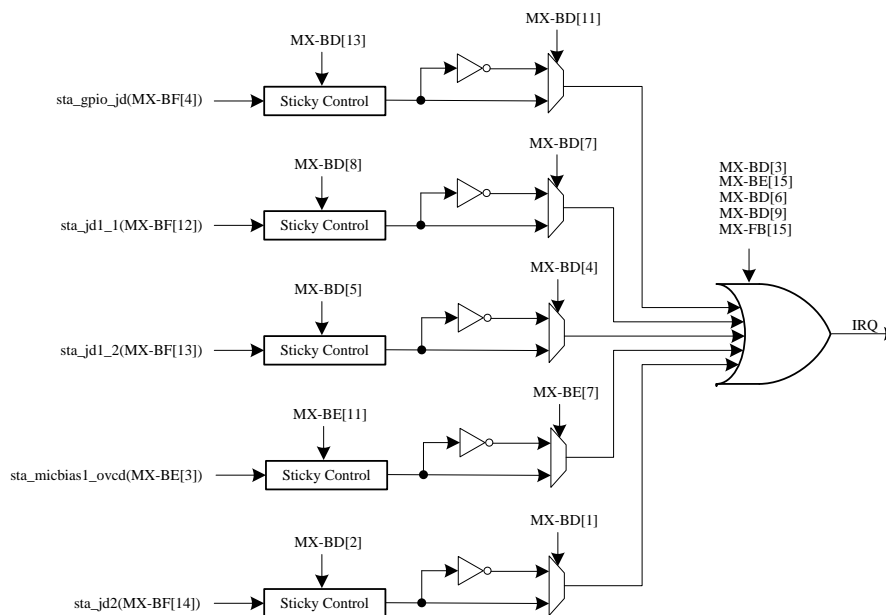 MX-BD[11]
MX-BD[13]
sta_gpio_jd(MX-BF[4])
Sticky Control
MX-BD[7]
MX-BD[8]
sta_jd1_1(MX-BF[12])
Sticky Control
MX-BD[3]
MX-BE[15]
MX-BD[6]
MX-BD[9]
MX-FB[15]
MX-BD[4]
MX-BD[5]
sta_jd1_2(MX-BF[13])
Sticky Control
IRQ
MX-BE[7]
MX-BE[11]
sta_micbias1_ovcd(MX-BE[3])
Sticky Control
MX-BD[1]
MX-BD[2]
sta_jd2(MX-BF[14])
Sticky Control